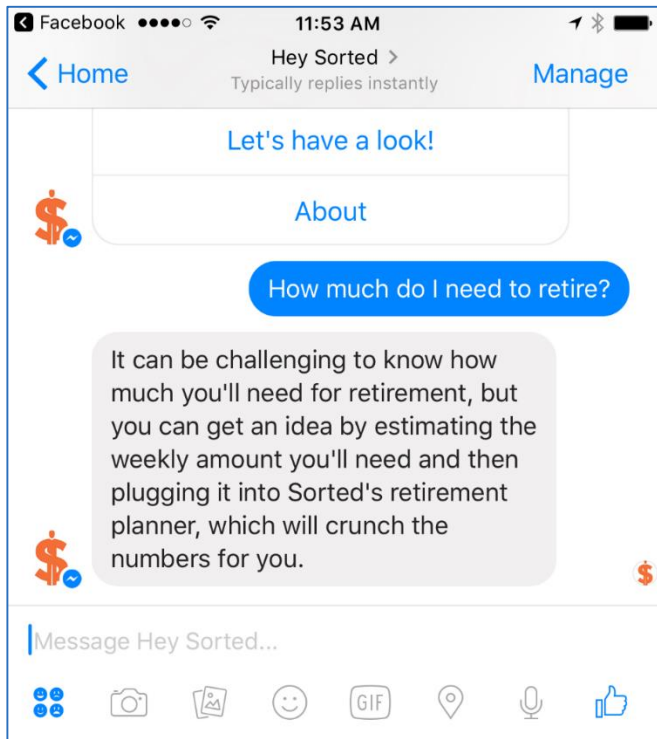 Facebook 11:53 AM
Home Hey Sorted > Manage
Typically replies instantly
Let's have a look!
About
How much do I need to retire?
It can be challenging to know how
much you'll need for retirement, but
you can get an idea by estimating the
weekly amount you'll need and then
plugging it into Sorted's retirement
planner, which will crunch the
numbers for you.
Message Hey Sorted...
GIF